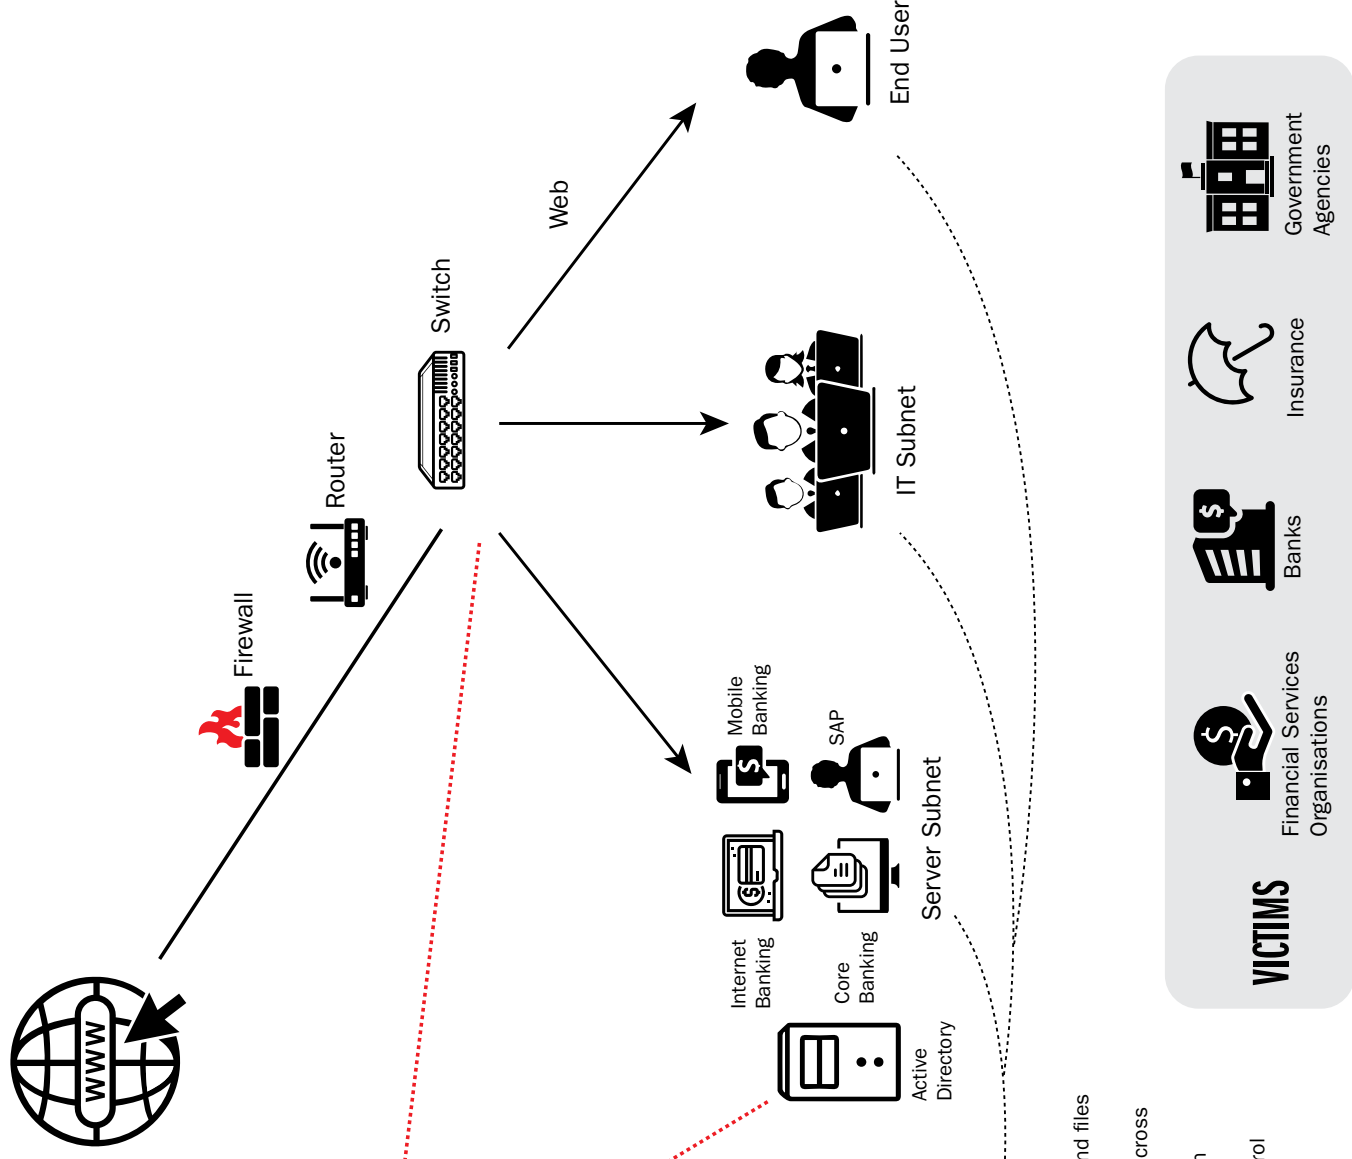 WWW
Firewall
Router
Switch
Web
Internet
Banking
Mobile
Banking
Core
Banking
SAP
Active
Directory
Server Subnet
IT Subnet
End User
nd files
cross
rol
VICTIMS
Financial Services
Organisations
Banks
Insurance
Government
Agencies